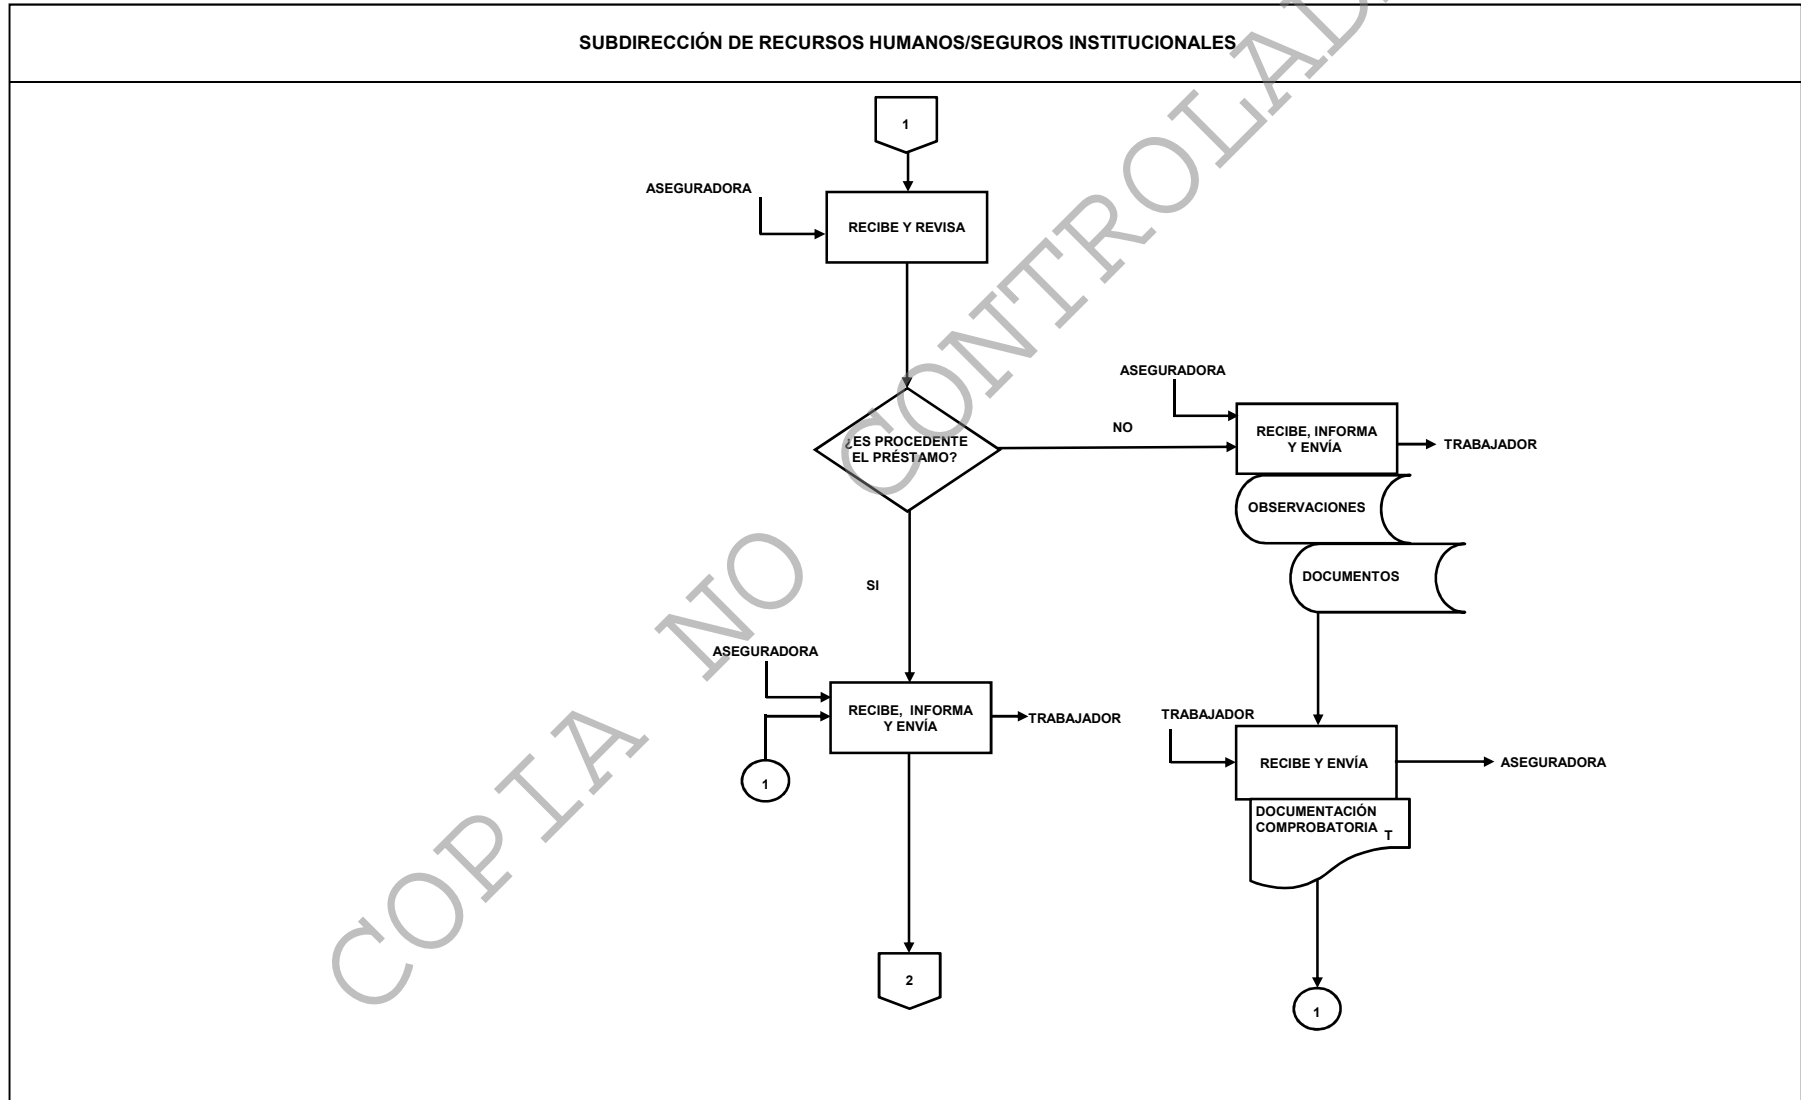 SUBDIRECCIÓN DE RECURSOS HUMANOS/SEGUROS INSTITUCIONALES
1
ASEGURADORA
RECIBE Y REVISA
¿ES PROCEDENTE
EL PRÉSTAMO?
NO
ASEGURADORA
RECIBE, INFORMA
Y ENVÍA
TRABAJADOR
OBSERVACIONES
DOCUMENTOS
SI
ASEGURADORA
RECIBE, INFORMA
Y ENVÍA
TRABAJADOR
1
TRABAJADOR
RECIBE Y ENVÍA
ASEGURADORA
DOCUMENTACIÓN
COMPROBATORIA T
2
1
COPIA NO CONTROLAD